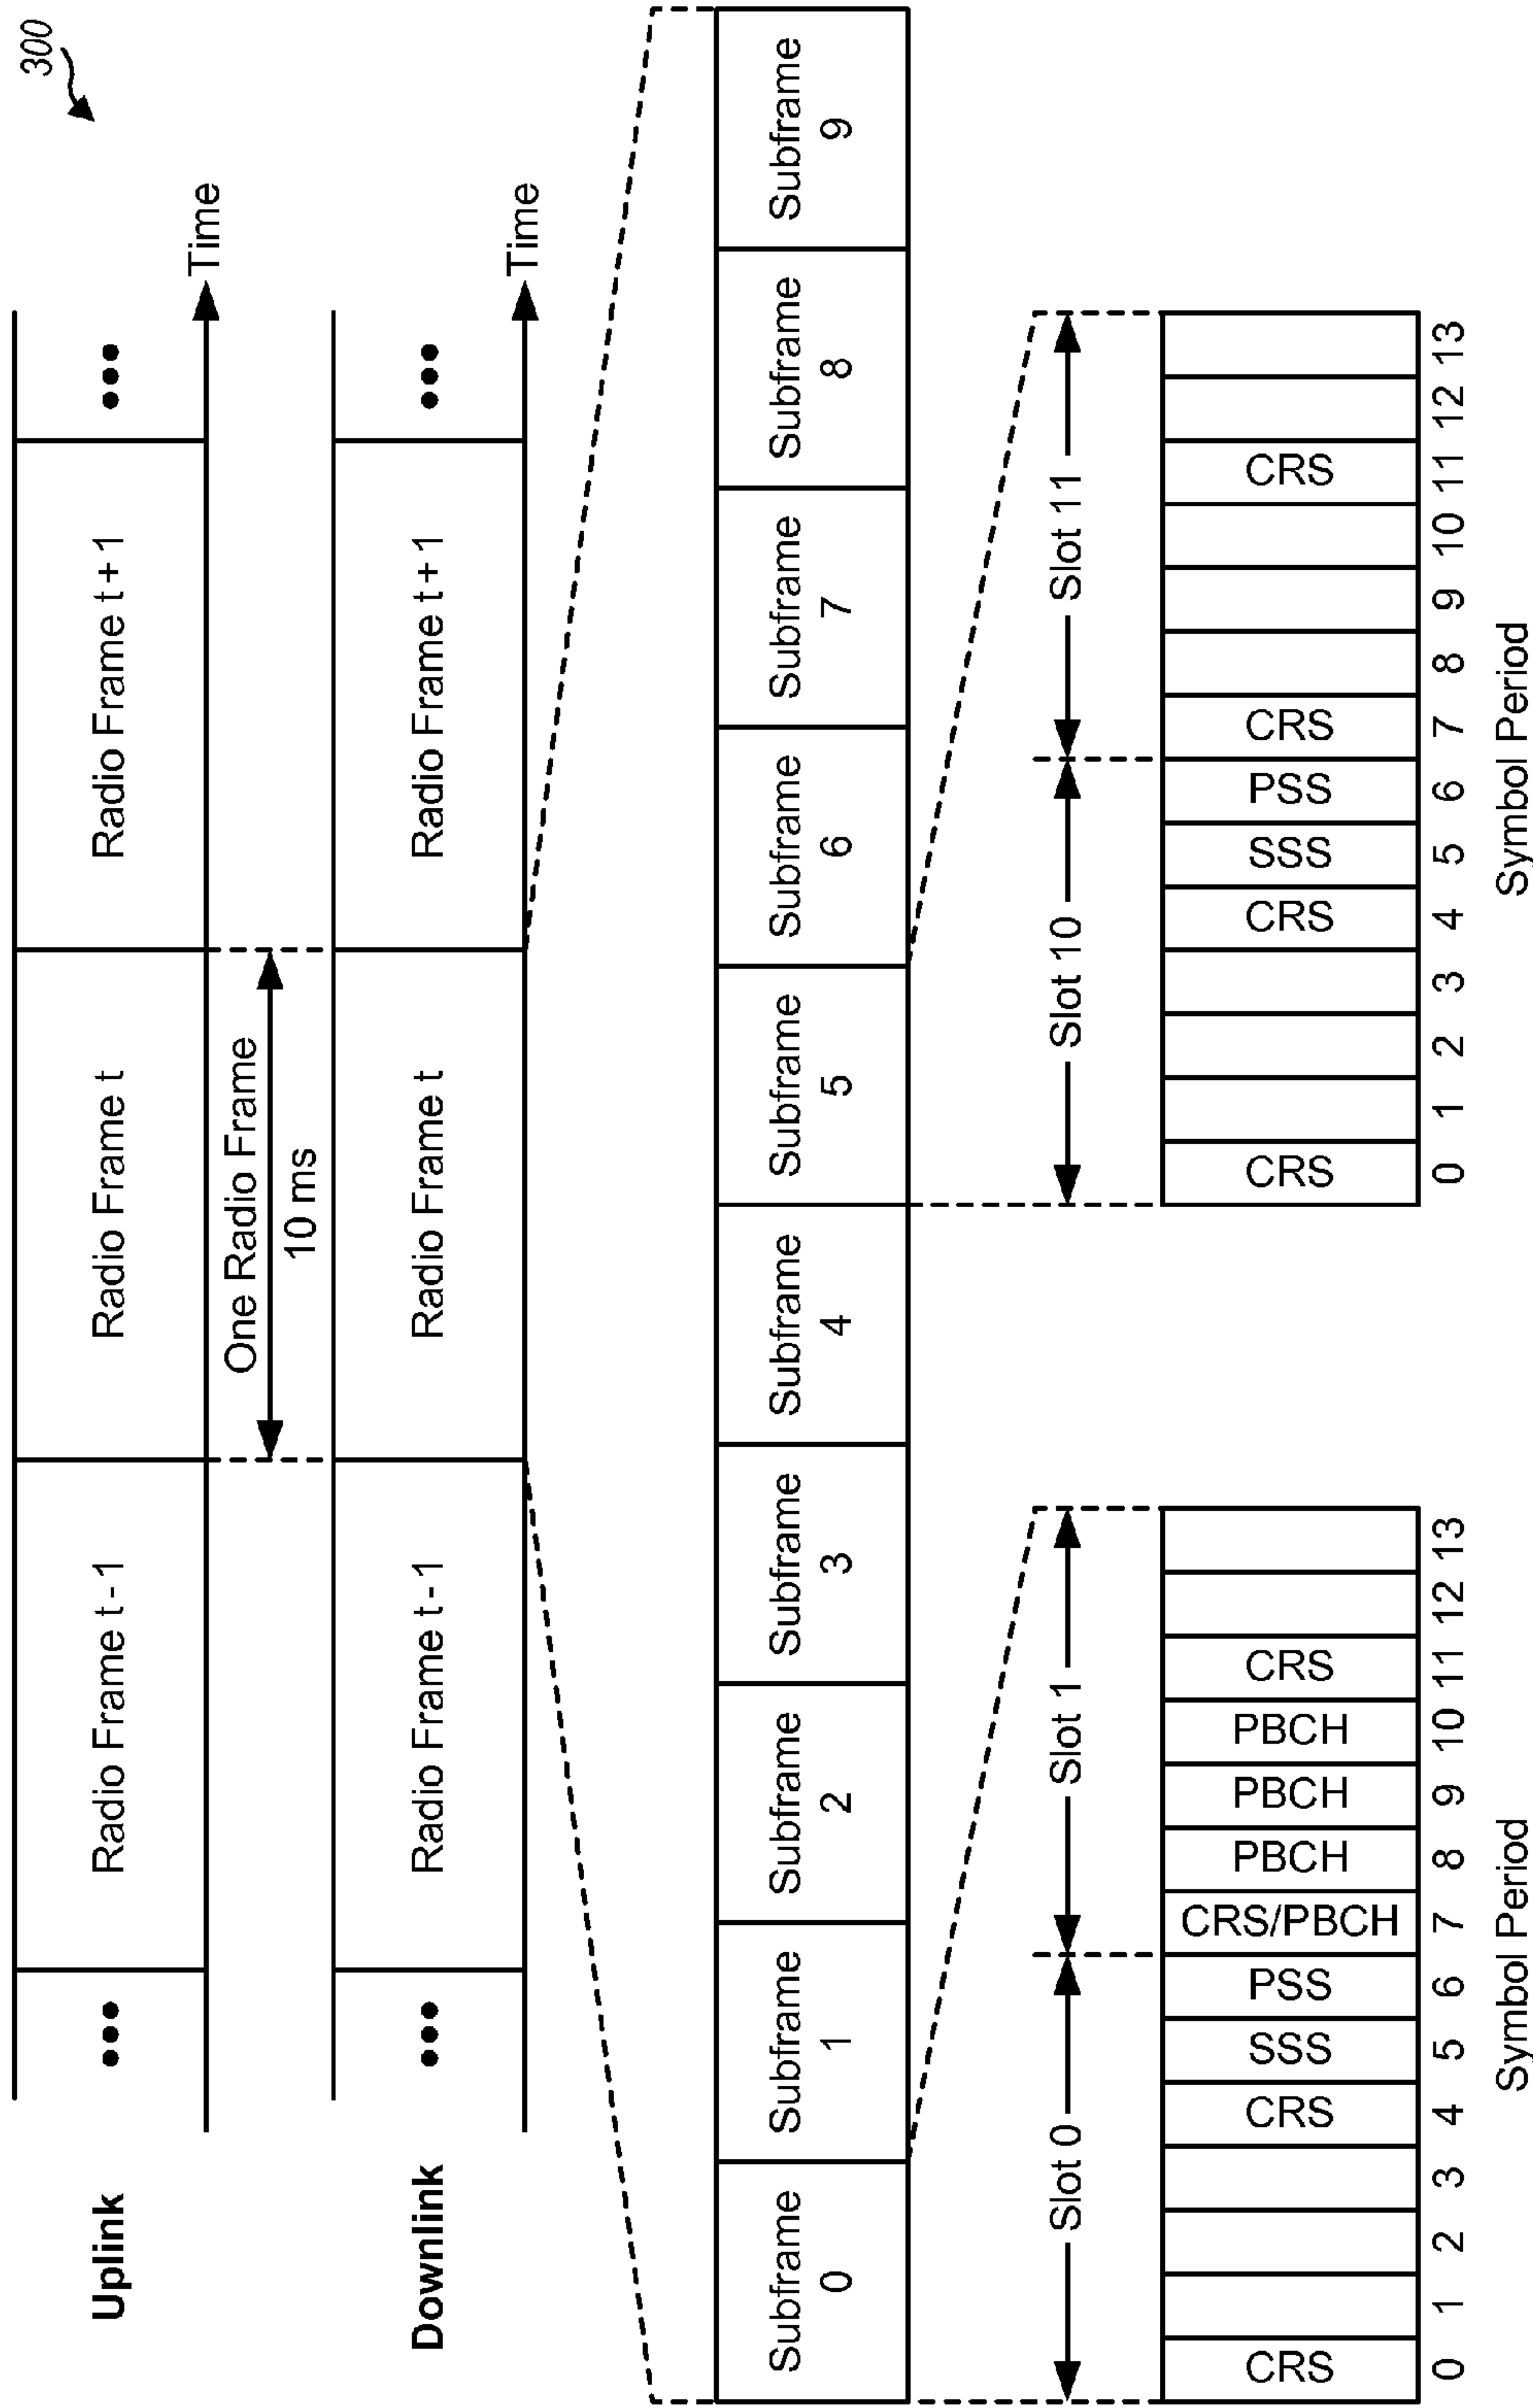 300
Uplink
••• Radio Frame t - 1 Radio Frame t Radio Frame t + 1 •••
Time
One Radio Frame
10 ms
Downlink
••• Radio Frame t - 1 Radio Frame t Radio Frame t + 1 •••
Time
Subframe Subframe Subframe Subframe Subframe Subframe Subframe Subframe Subframe Subframe
0 1 2 3 4 5 6 7 8 9
Slot 0 Slot 1
CRS CRS SSS PSS CRS/PBCH PBCH PBCH PBCH CRS
0 1 2 3 4 5 6 7 8 9 10 11 12 13
Symbol Period
Slot 10 Slot 11
CRS CRS SSS PSS CRS CRS
0 1 2 3 4 5 6 7 8 9 10 11 12 13
Symbol Period